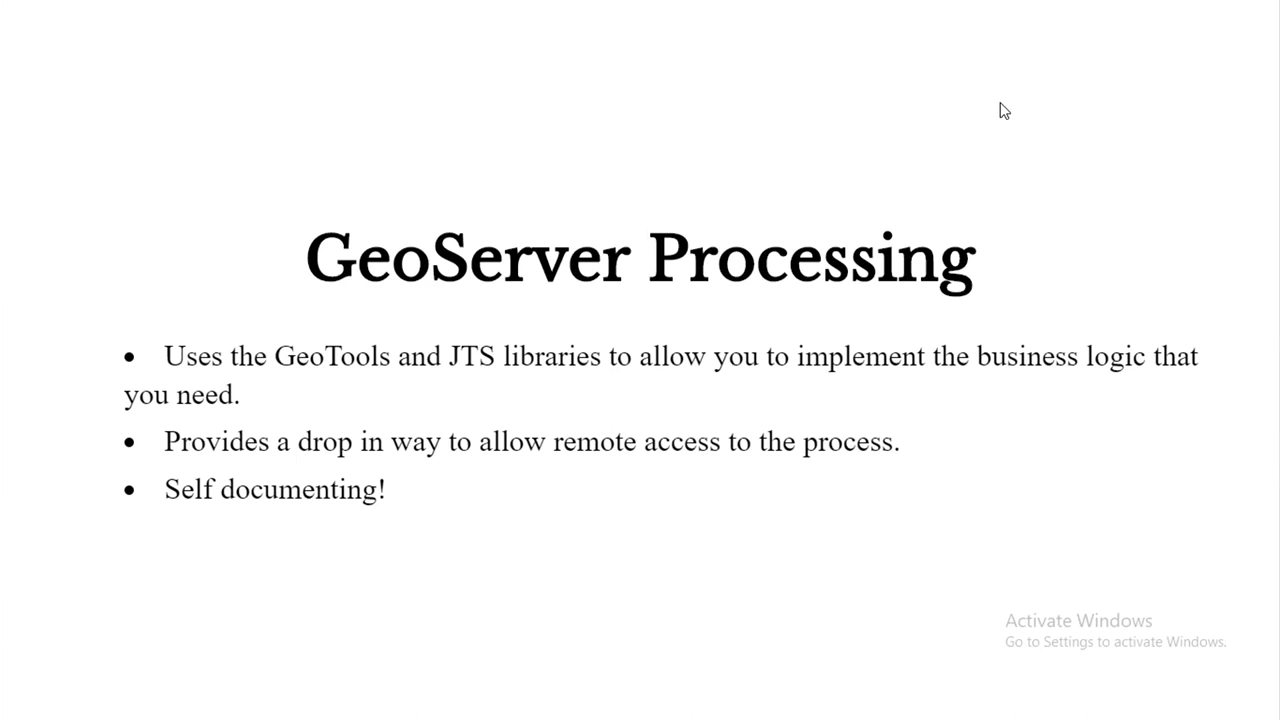 GeoServer Processing
• Uses the GeoTools and JTS libraries to allow you to implement the business logic that
you need.
• Provides a drop in way to allow remote access to the process.
• Self documenting!
Activate Windows
Go to Settings to activate Windows.